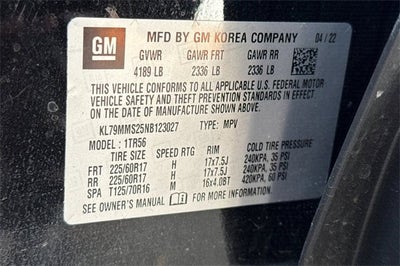 GM
MFD BY GM KOREA COMPANY 04/22
GVWR GAWR FRT GAWR RR
4189 LB 2336 LB 2336 LB
THIS VEHICLE CONFORMS TO ALL APPLICABLE U.S. FEDERAL MOTOR
VEHICLE SAFETY, BUMPER, AND THEFT PREVENTION STANDARDS IN EFFECT
ON THE DATE OF MANUFACTURE SHOWN ABOVE.
KL79MMS25NB123027 TYPE: MPV
MODEL: 1TR56
TIRE SIZE SPEED RTG RIM COLD TIRE PRESSURE
FRT 225/60R17 H 17x7.5J 240KPA, 35 PSI
RR 225/60R17 H 17x7.5J 240KPA, 35 PSI
SPA T125/70R16 M 16x4.0BT 420KPA, 60 PSI
SEE OWNER'S MANUAL FOR ADDITIONAL INFORMATION.